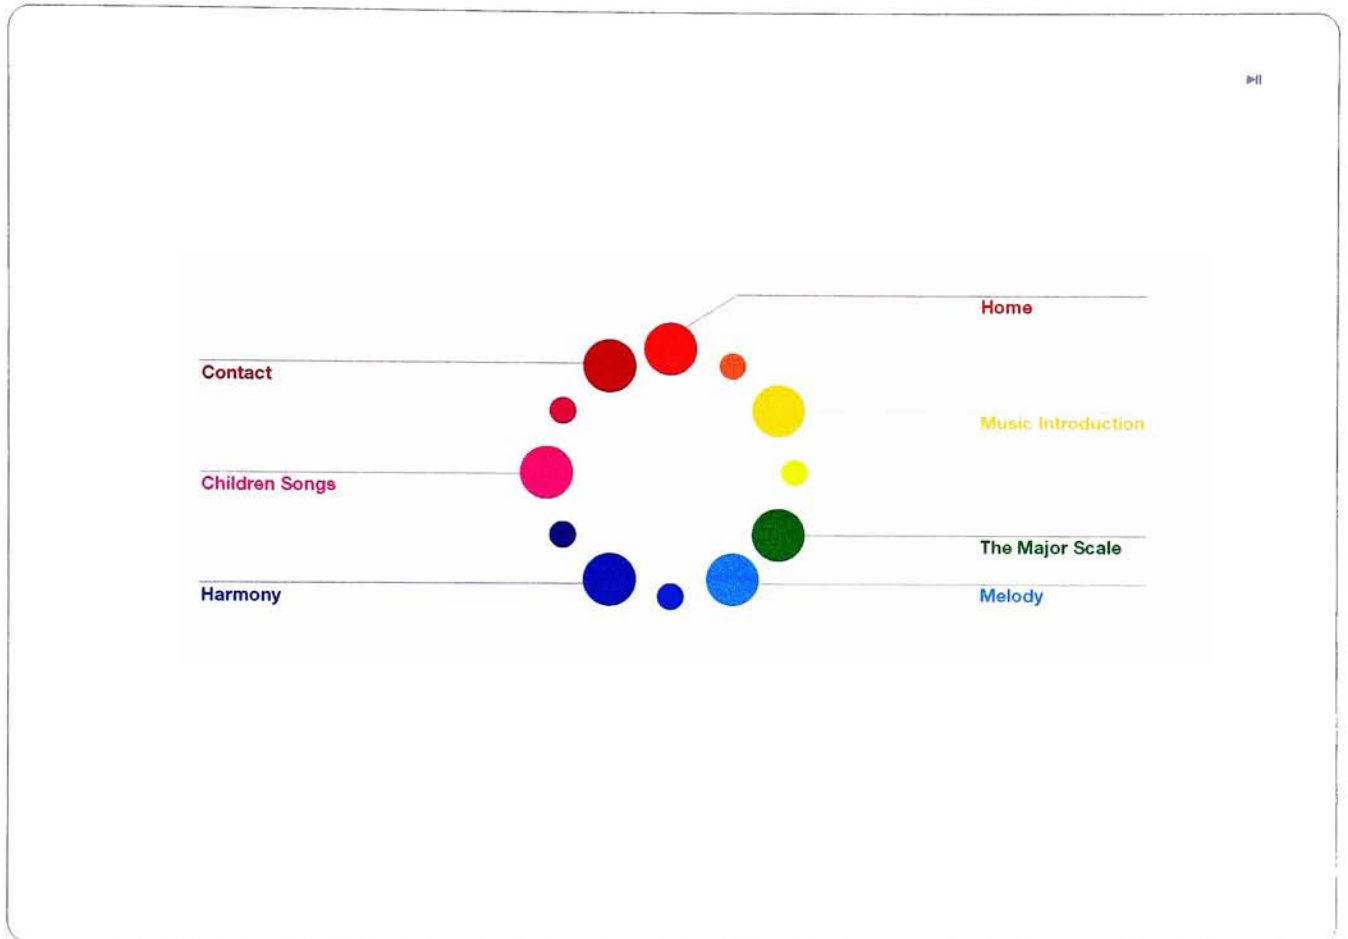 Home
Contact
Music Introduction
Children Songs
The Major Scale
Harmony
Melody